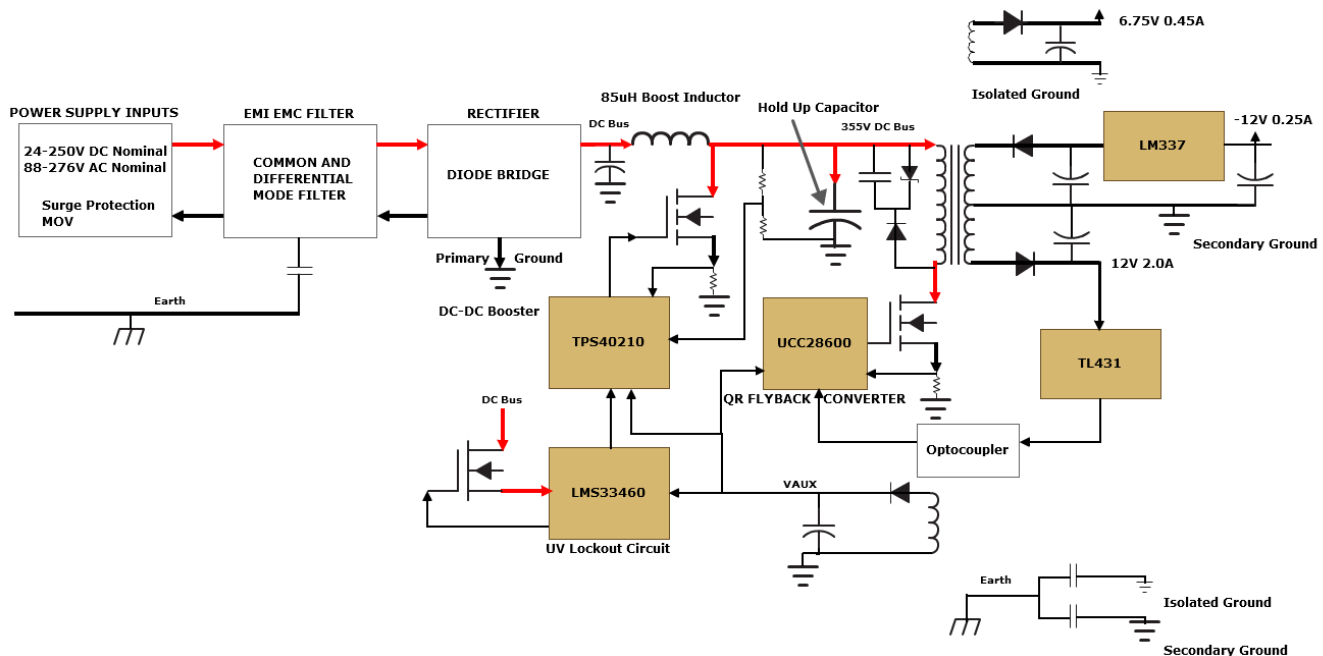 6.75V 0.45A
Isolated Ground
85uH Boost Inductor
Hold Up Capacitor
POWER SUPPLY INPUTS
EMI EMC FILTER
RECTIFIER
DC Bus
355V DC Bus
-12V 0.25A
24-250V DC Nominal
88-276V AC Nominal
Surge Protection
MOV
COMMON AND
DIFFERENTIAL
MODE FILTER
DIODE BRIDGE
LM337
Secondary Ground
Primary Ground
12V 2.0A
Earth
DC-DC Booster
TPS40210
UCC28600
TL431
QR FLYBACK CONVERTER
DC Bus
Optocoupler
LMS33460
VAUX
UV Lockout Circuit
Earth
Isolated Ground
Secondary Ground